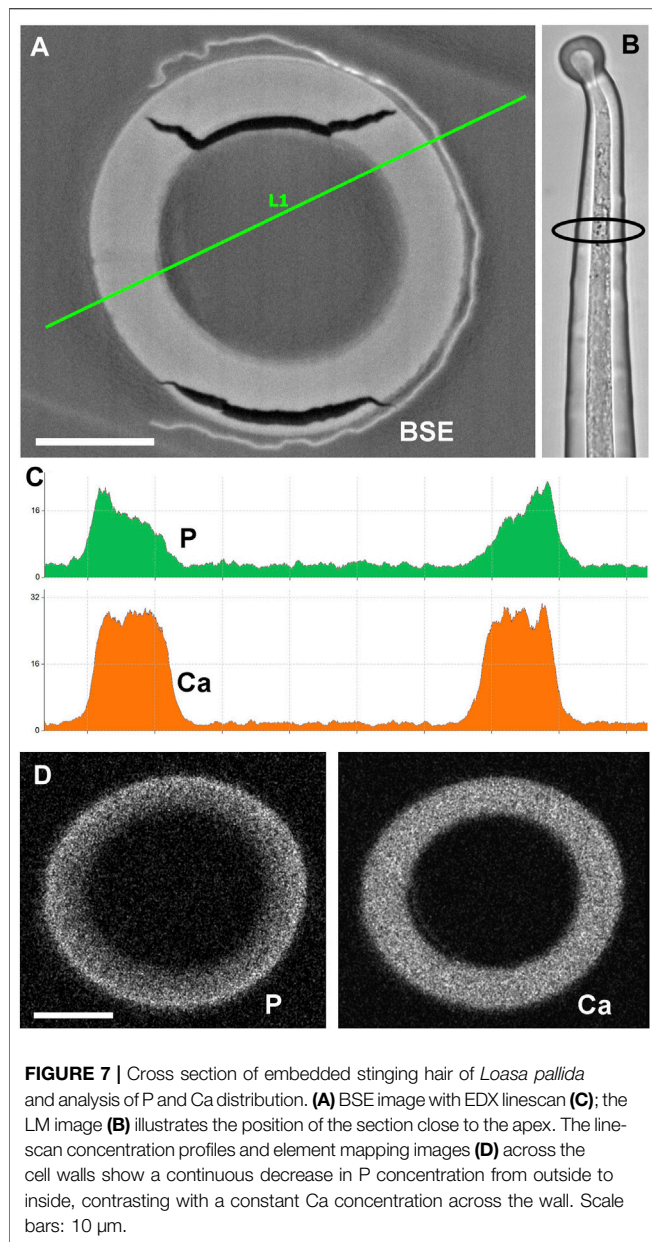 A
B
L1
BSE
C
16
P
0
32
16
Ca
0
D
P
Ca
FIGURE 7 | Cross section of embedded stinging hair of Loasa pallida
and analysis of P and Ca distribution. (A) BSE image with EDX linescan (C); the
LM image (B) illustrates the position of the section close to the apex. The line-
scan concentration profiles and element mapping images (D) across the
cell walls show a continuous decrease in P concentration from outside to
inside, contrasting with a constant Ca concentration across the wall. Scale
bars: 10 µm.